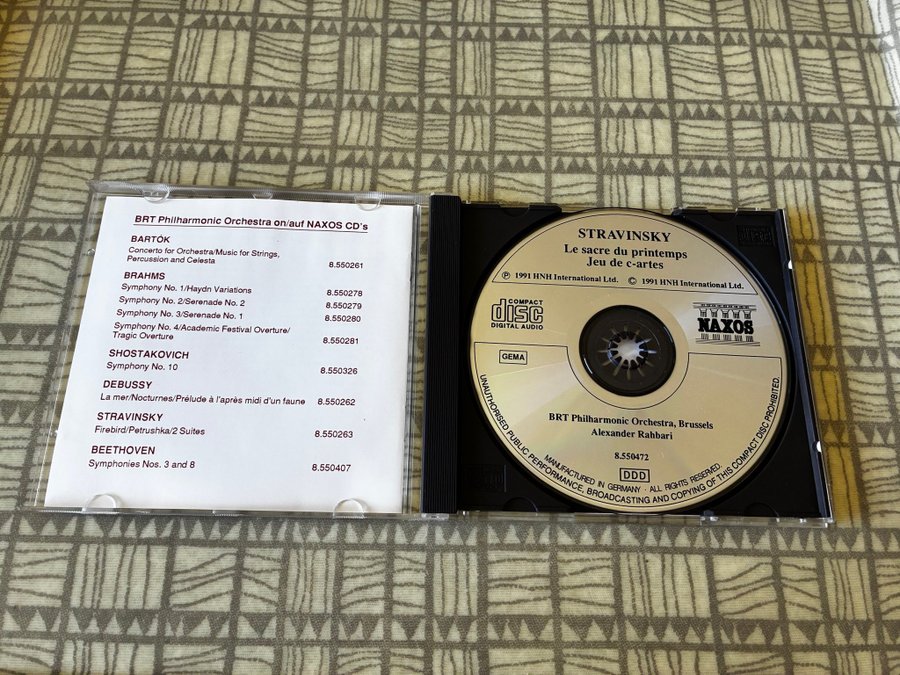 BRT Philharmonic Orchestra on/auf NAXOS CD's
BARTÓK
Concerto for Orchestra/Music for Strings,
Percussion and Celesta 8.550261
BRAHMS
Symphony No. 1/Haydn Variations 8.550278
Symphony No. 2/Serenade No. 2 8.550279
Symphony No. 3/Serenade No. 1 8.550280
Symphony No. 4/Academic Festival Overture/
Tragic Overture 8.550281
SHOSTAKOVICH
Symphony No. 10 8.550326
DEBUSSY
La mer/Nocturnes/Prélude à l'après midi d'un faune 8.550262
STRAVINSKY
Firebird/Petrushka/2 Suites 8.550263
BEETHOVEN
Symphonies Nos. 3 and 8 8.550407
STRAVINSKY
Le sacre du printemps
Jeu de c-artes
℗ 1991 HNH International Ltd. © 1991 HNH International Ltd.
COMPACT
disc
DIGITAL AUDIO
NAXOS
GEMA
BRT Philharmonic Orchestra, Brussels
Alexander Rahbari
8.550472
DDD
MANUFACTURED IN GERMANY · ALL RIGHTS RESERVED.
UNAUTHORISED PUBLIC PERFORMANCE, BROADCASTING AND COPYING OF THIS COMPACT DISC PROHIBITED.